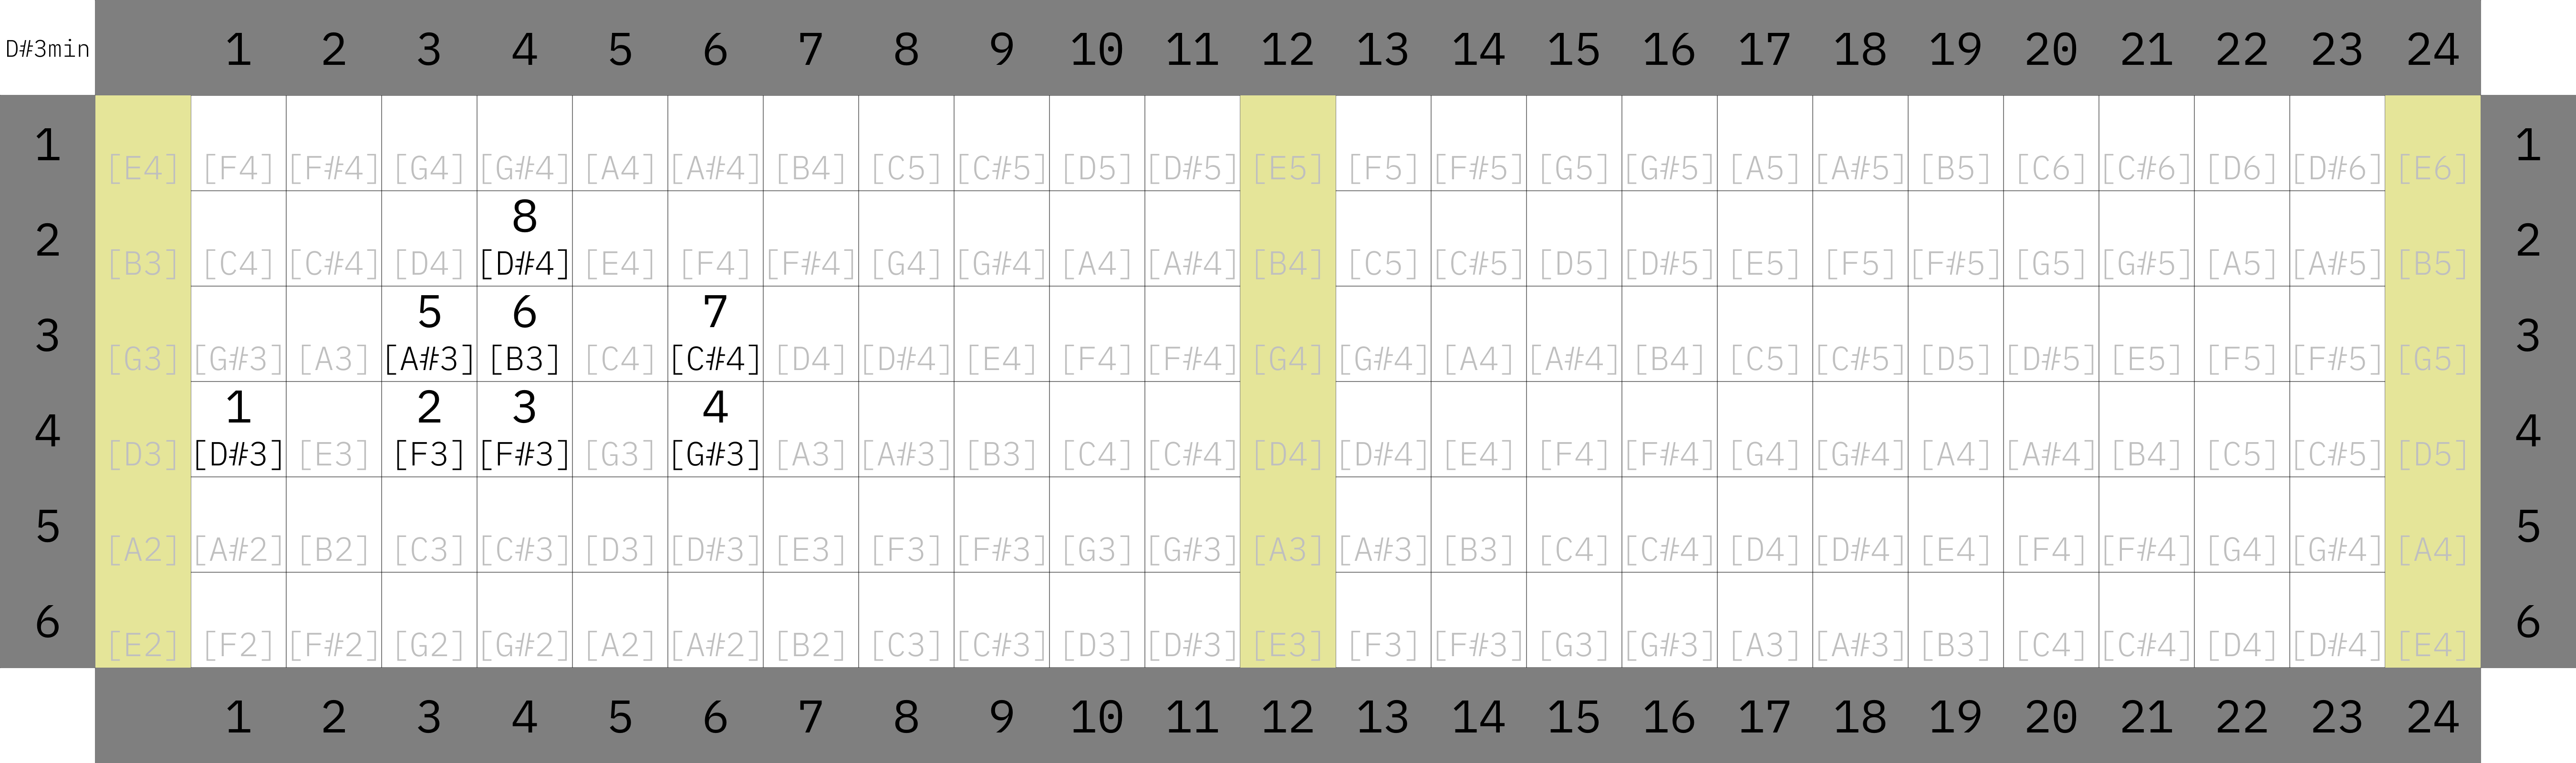 D#3min 1 2 3 4 5 6 7 8 9 10 11 12 13 14 15 16 17 18 19 20 21 22 23 24
1 [E4] [F4] [F#4] [G4] [G#4] [A4] [A#4] [B4] [C5] [C#5] [D5] [D#5] [E5] [F5] [F#5] [G5] [G#5] [A5] [A#5] [B5] [C6] [C#6] [D6] [D#6] [E6] 1
8
2 [B3] [C4] [C#4] [D4] [D#4] [E4] [F4] [F#4] [G4] [G#4] [A4] [A#4] [B4] [C5] [C#5] [D5] [D#5] [E5] [F5] [F#5] [G5] [G#5] [A5] [A#5] [B5] 2
5 6 7
3 [G3] [G#3] [A3] [A#3] [B3] [C4] [C#4] [D4] [D#4] [E4] [F4] [F#4] [G4] [G#4] [A4] [A#4] [B4] [C5] [C#5] [D5] [D#5] [E5] [F5] [F#5] [G5] 3
1 2 3 4
4 [D3] [D#3] [E3] [F3] [F#3] [G3] [G#3] [A3] [A#3] [B3] [C4] [C#4] [D4] [D#4] [E4] [F4] [F#4] [G4] [G#4] [A4] [A#4] [B4] [C5] [C#5] [D5] 4
5 [A2] [A#2] [B2] [C3] [C#3] [D3] [D#3] [E3] [F3] [F#3] [G3] [G#3] [A3] [A#3] [B3] [C4] [C#4] [D4] [D#4] [E4] [F4] [F#4] [G4] [G#4] [A4] 5
6 [E2] [F2] [F#2] [G2] [G#2] [A2] [A#2] [B2] [C3] [C#3] [D3] [D#3] [E3] [F3] [F#3] [G3] [G#3] [A3] [A#3] [B3] [C4] [C#4] [D4] [D#4] [E4] 6
1 2 3 4 5 6 7 8 9 10 11 12 13 14 15 16 17 18 19 20 21 22 23 24